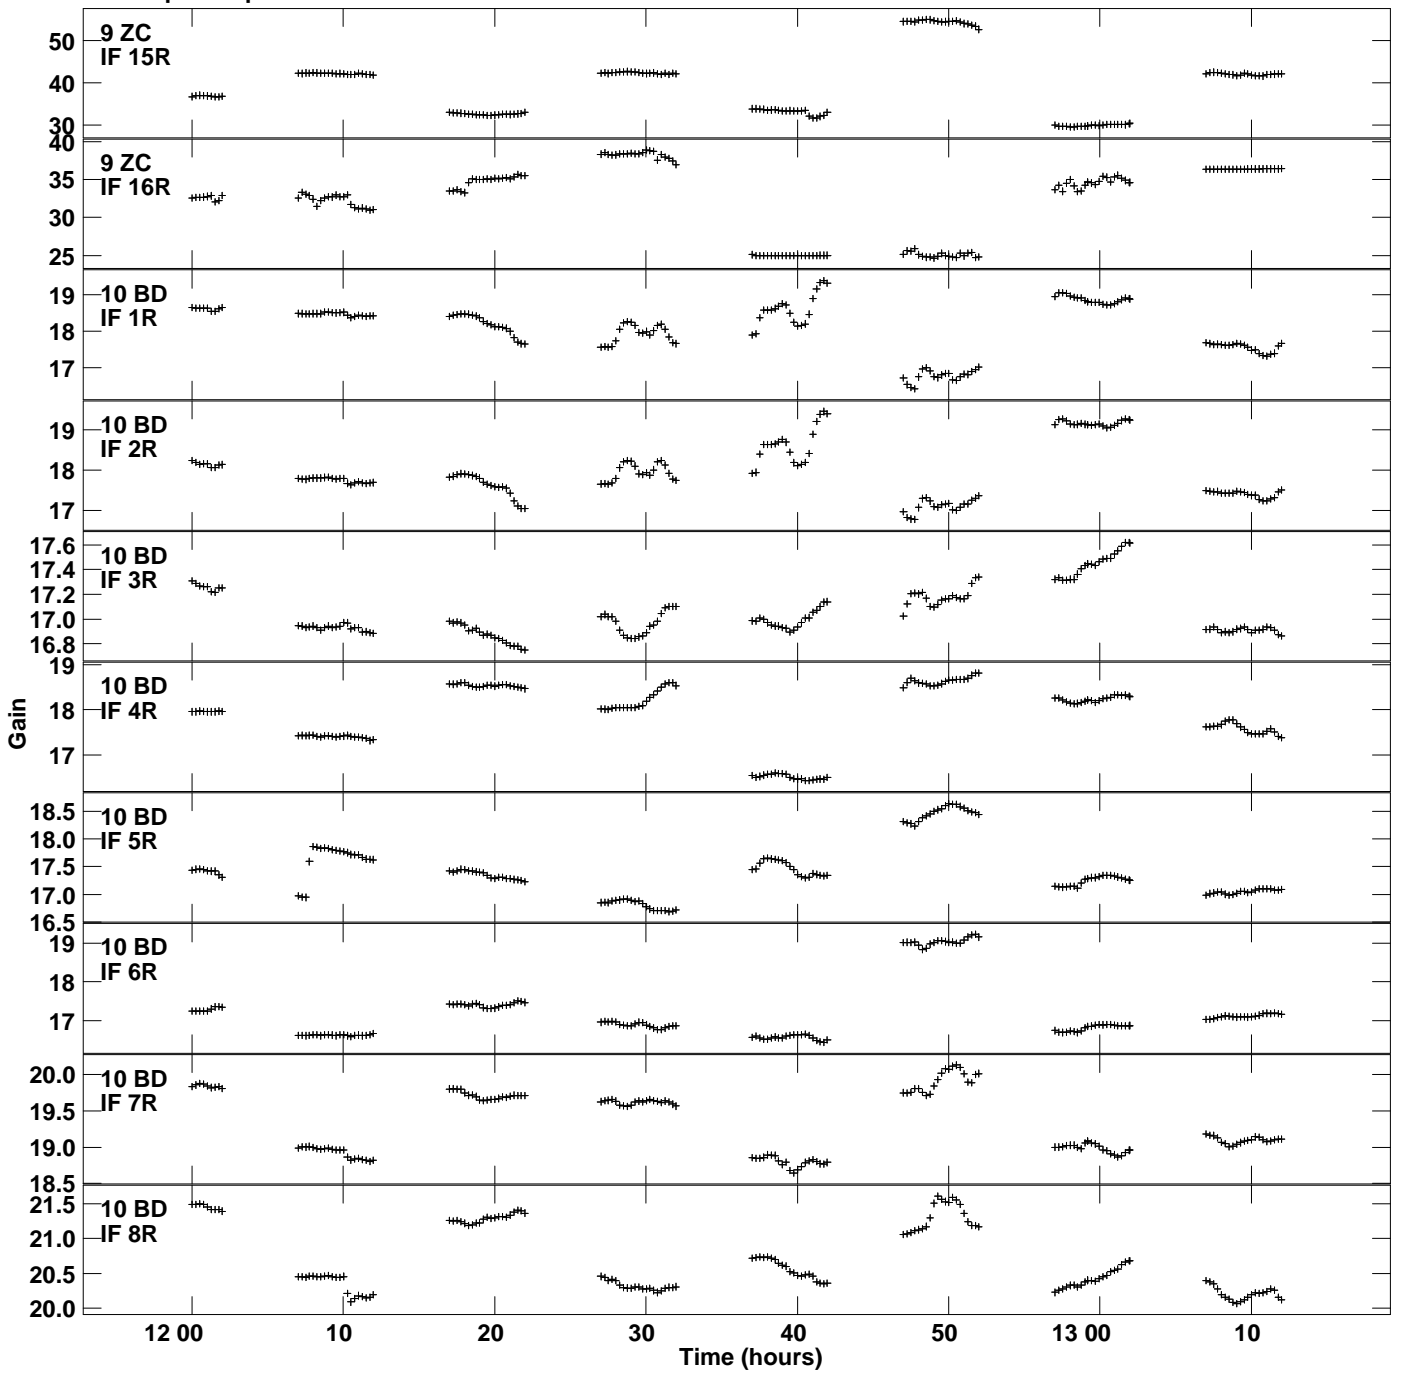 9 ZC
IF 15R
50
40
30
9 ZC
IF 16R
40
35
30
25
10 BD
IF 1R
19
18
17
10 BD
IF 2R
19
18
17
10 BD
IF 3R
17.6
17.4
17.2
17.0
16.8
10 BD
IF 4R
19
18
17
Gain
10 BD
IF 5R
18.5
18.0
17.5
17.0
16.5
10 BD
IF 6R
19
18
17
10 BD
IF 7R
20.0
19.5
19.0
18.5
10 BD
IF 8R
21.5
21.0
20.5
20.0
12 00 10 20 30 40 50 13 00 10
Time (hours)